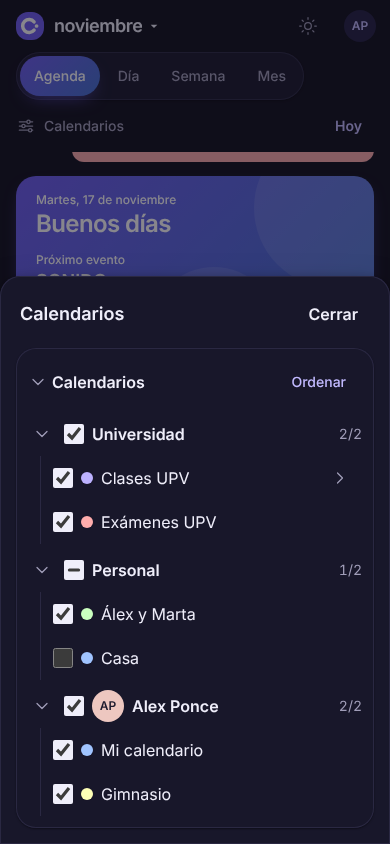 noviembre
AP
Agenda
Día
Semana
Mes
Calendarios
Hoy
Martes, 17 de noviembre
Buenos días
Próximo evento
Calendarios
Cerrar
Calendarios
Ordenar
Universidad
2/2
Clases UPV
Exámenes UPV
Personal
1/2
Álex y Marta
Casa
AP
Alex Ponce
2/2
Mi calendario
Gimnasio